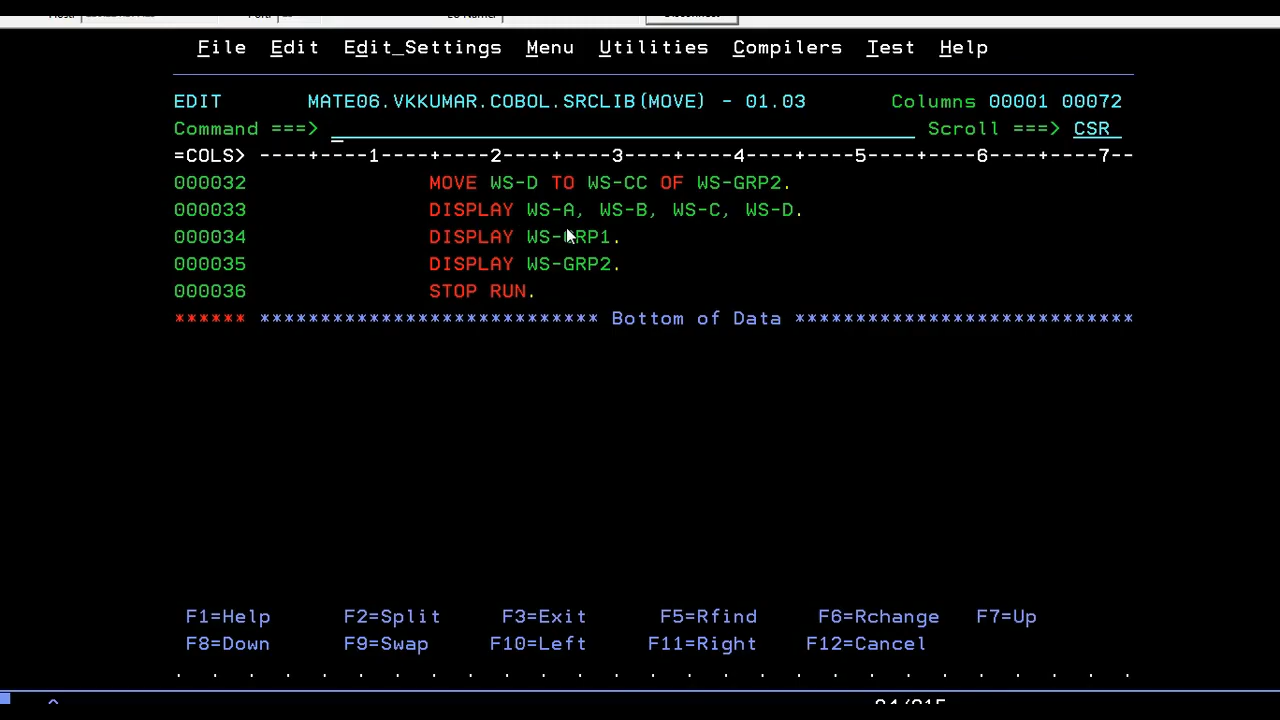 File Edit Edit_Settings Menu Utilities Compilers Test Help
EDIT MATE06.VKKUMAR.COBOL.SRCLIB(MOVE) - 01.03 Columns 00001 00072
Command ===> Scroll ===> CSR
=COLS> ----+----1----+----2----+----3----+----4----+----5----+----6----+----7--
000032 MOVE WS-D TO WS-CC OF WS-GRP2.
000033 DISPLAY WS-A, WS-B, WS-C, WS-D.
000034 DISPLAY WS-GRP1.
000035 DISPLAY WS-GRP2.
000036 STOP RUN.
****** **************************** Bottom of Data ****************************
F1=Help F2=Split F3=Exit F5=Rfind F6=Rchange F7=Up
F8=Down F9=Swap F10=Left F11=Right F12=Cancel
. . . . . . . . . . . . . . . . . . . . . . . . . . .